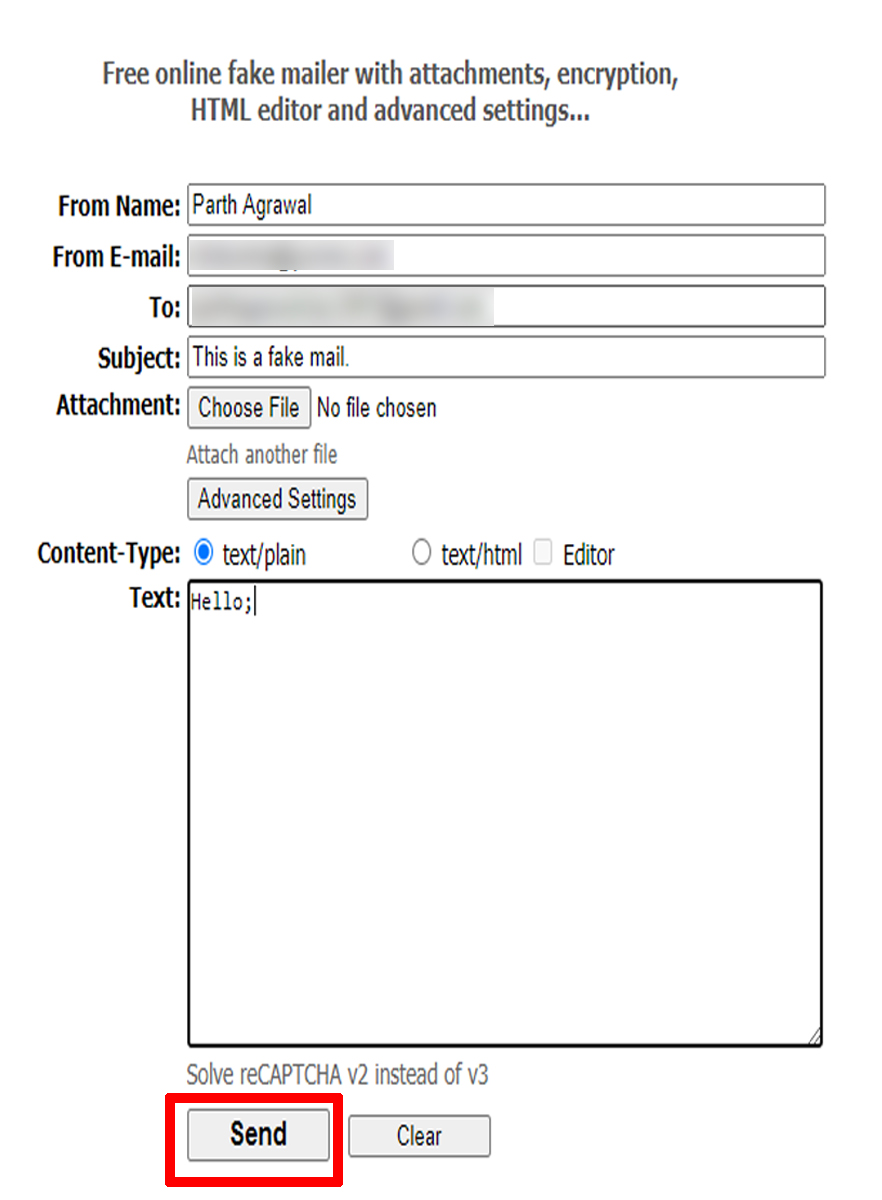 Free online fake mailer with attachments, encryption,
HTML editor and advanced settings...
From Name: Parth Agrawal
From E-mail:
To:
Subject: This is a fake mail.
Attachment: Choose File No file chosen
Attach another file
Advanced Settings
Content-Type: text/plain text/html Editor
Text: Hello;
Solve reCAPTCHA v2 instead of v3
Send Clear